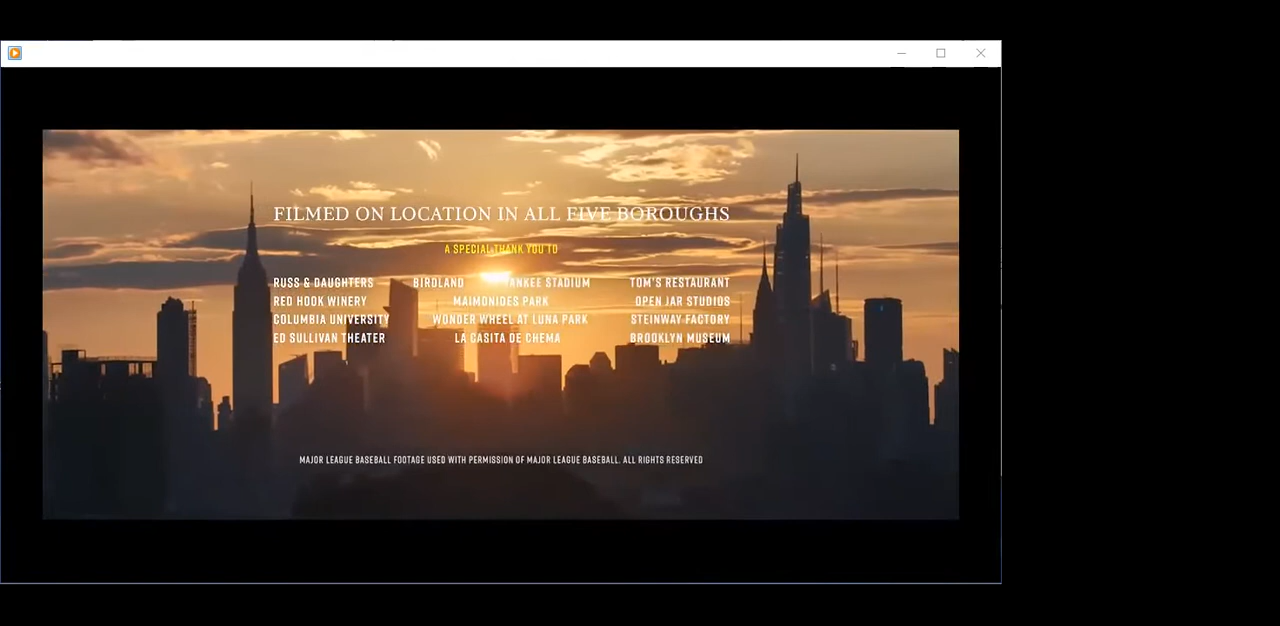 FILMED ON LOCATION IN ALL FIVE BOROUGHS
A SPECIAL THANK YOU TO
RUSS & DAUGHTERS BIRDLAND YANKEE STADIUM TOM'S RESTAURANT
RED HOOK WINERY MAIMONIDES PARK OPEN JAR STUDIOS
COLUMBIA UNIVERSITY WONDER WHEEL AT LUNA PARK STEINWAY FACTORY
ED SULLIVAN THEATER LA CASITA DE CHEMA BROOKLYN MUSEUM
MAJOR LEAGUE BASEBALL FOOTAGE USED WITH PERMISSION OF MAJOR LEAGUE BASEBALL. ALL RIGHTS RESERVED